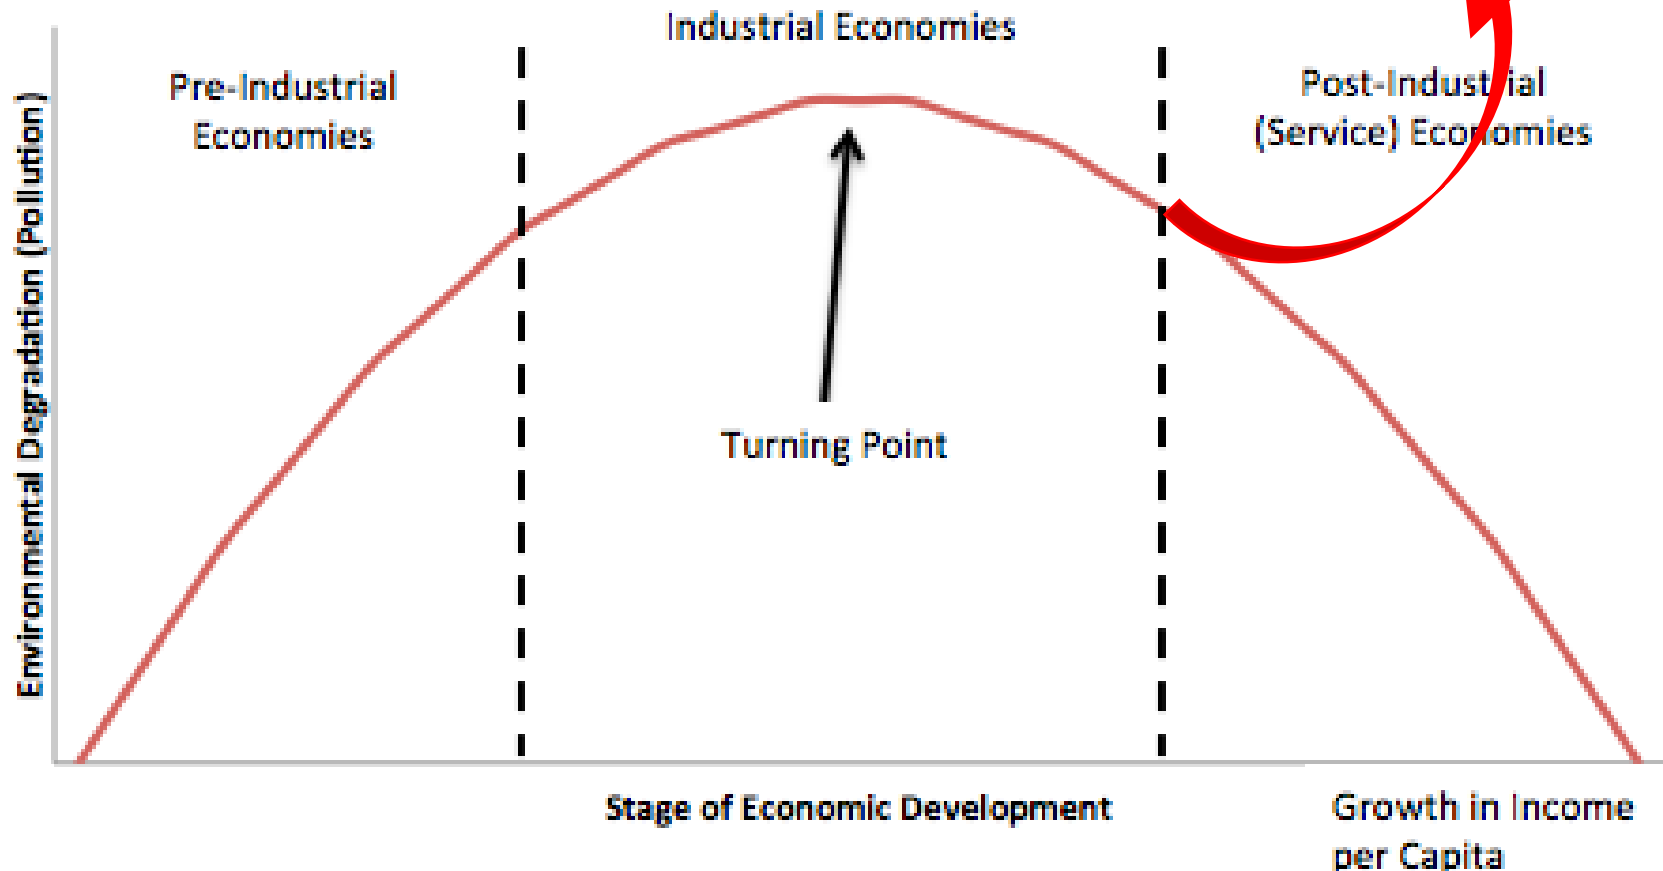 Industrial Economies
Pre-Industrial
Economies
Post-Industrial
(Service) Economies
Environmental Degradation (Pollution)
Turning Point
Stage of Economic Development
Growth in Income
per Capita